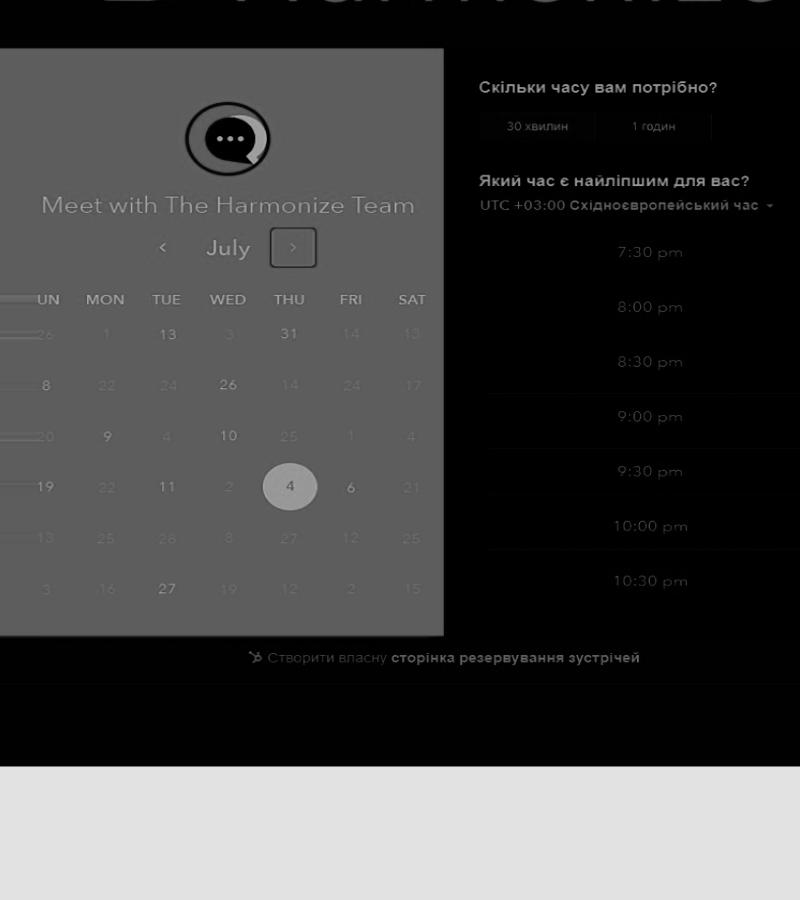 Meet with The Harmonize Team
July
UN MON TUE WED THU FRI SAT
26 1 13 3 31 14 13
8 22 24 26 14 24 17
20 9 4 10 25 1 4
19 22 11 2 4 6 21
13 25 28 8 27 12 25
3 16 27 19 12 2 15
Скільки часу вам потрібно?
30 хвилин 1 годин
Який час є найліпшим для вас?
UTC +03:00 Східноєвропейський час
7:30 pm
8:00 pm
8:30 pm
9:00 pm
9:30 pm
10:00 pm
10:30 pm
Створити власну сторінка резервування зустрічей